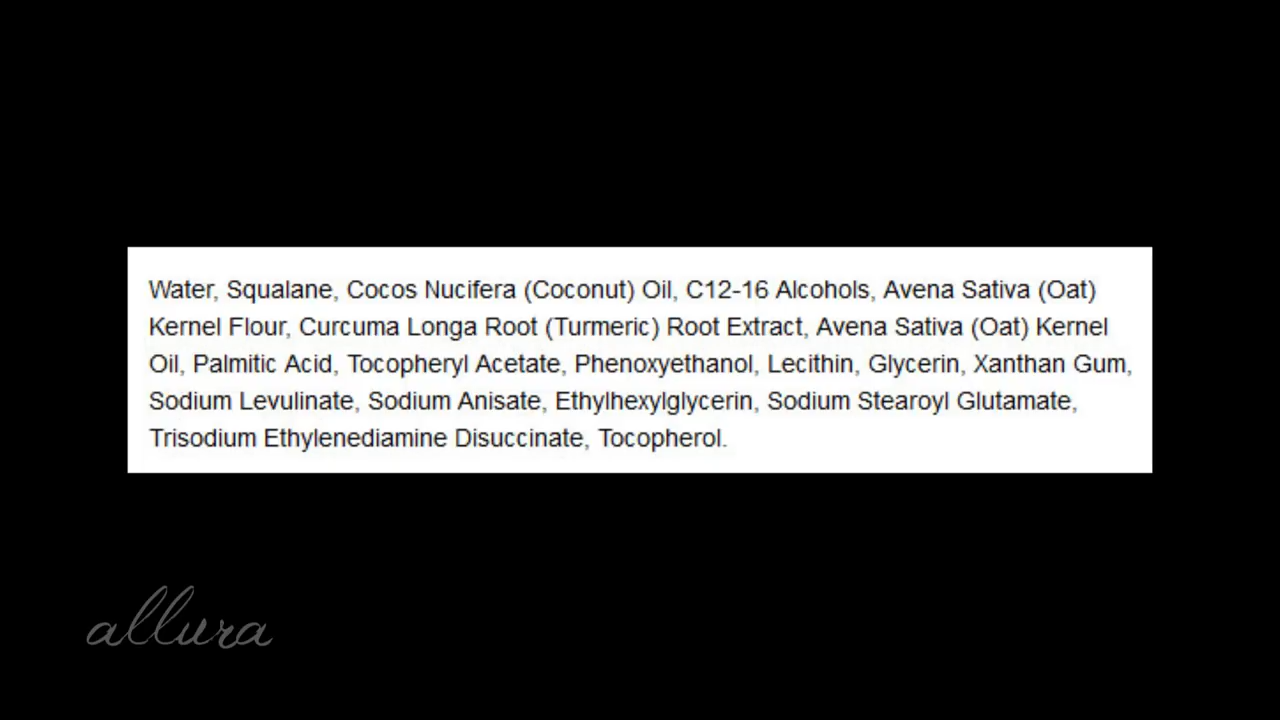 Water, Squalane, Cocos Nucifera (Coconut) Oil, C12-16 Alcohols, Avena Sativa (Oat)
Kernel Flour, Curcuma Longa Root (Turmeric) Root Extract, Avena Sativa (Oat) Kernel
Oil, Palmitic Acid, Tocopheryl Acetate, Phenoxyethanol, Lecithin, Glycerin, Xanthan Gum,
Sodium Levulinate, Sodium Anisate, Ethylhexylglycerin, Sodium Stearoyl Glutamate,
Trisodium Ethylenediamine Disuccinate, Tocopherol.
allura